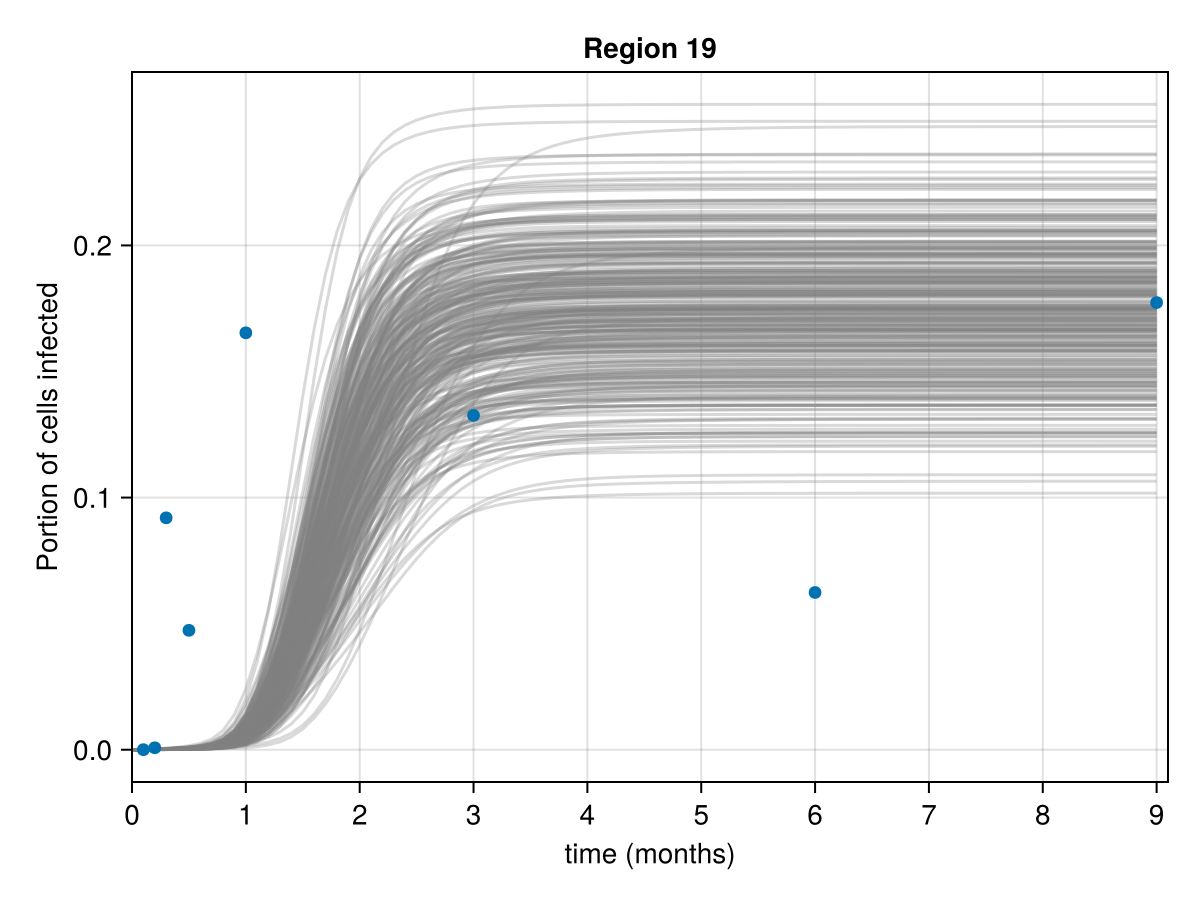 Region 19
Portion of cells infected
0.2
0.1
0.0
0 1 2 3 4 5 6 7 8 9
time (months)